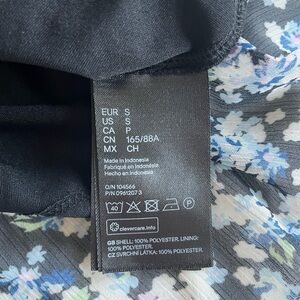 EUR S
US S
CA P
CN 165/88A
MX CH
Made in Indonesia
Fabriqué en Indonésie
Hecho en Indonesia
O/N 104566
P/N 0961207 3
40 P
clevercare.info
GB SHELL: 100% POLYESTER. LINING:
100% POLYESTER.
CZ SVRCHNÍ LÁTKA: 100% POLYESTER.